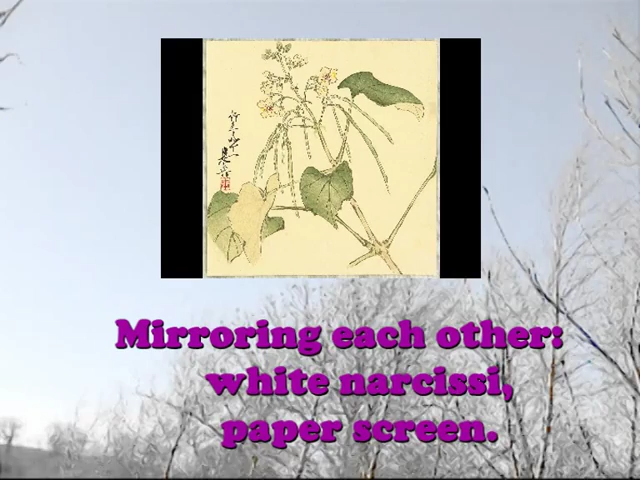 Mirroring each other:
white narcissi,
paper screen.